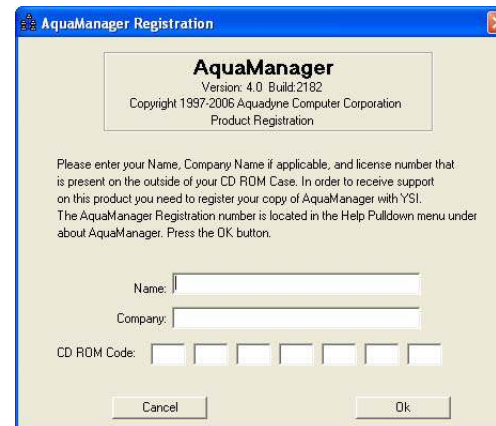 AquaManager Registration
AquaManager
Version: 4.0 Build:2182
Copyright 1997-2006 Aquadyne Computer Corporation
Product Registration
Please enter your Name, Company Name if applicable, and license number that
is present on the outside of your CD ROM Case. In order to receive support
on this product you need to register your copy of AquaManager with YSI.
The AquaManager Registration number is located in the Help Pulldown menu under
about AquaManager. Press the OK button.
Name:
Company:
CD ROM Code:
Cancel Ok